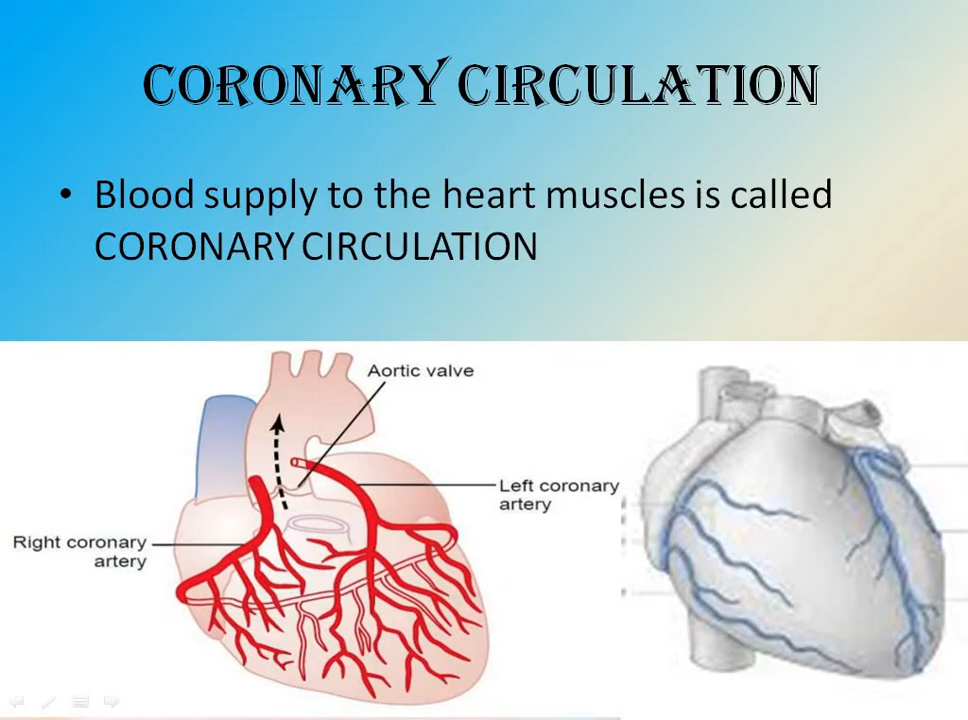 CORONARY CIRCULATION
• Blood supply to the heart muscles is called
CORONARY CIRCULATION
Aortic valve
Left coronary
artery
Right coronary
artery